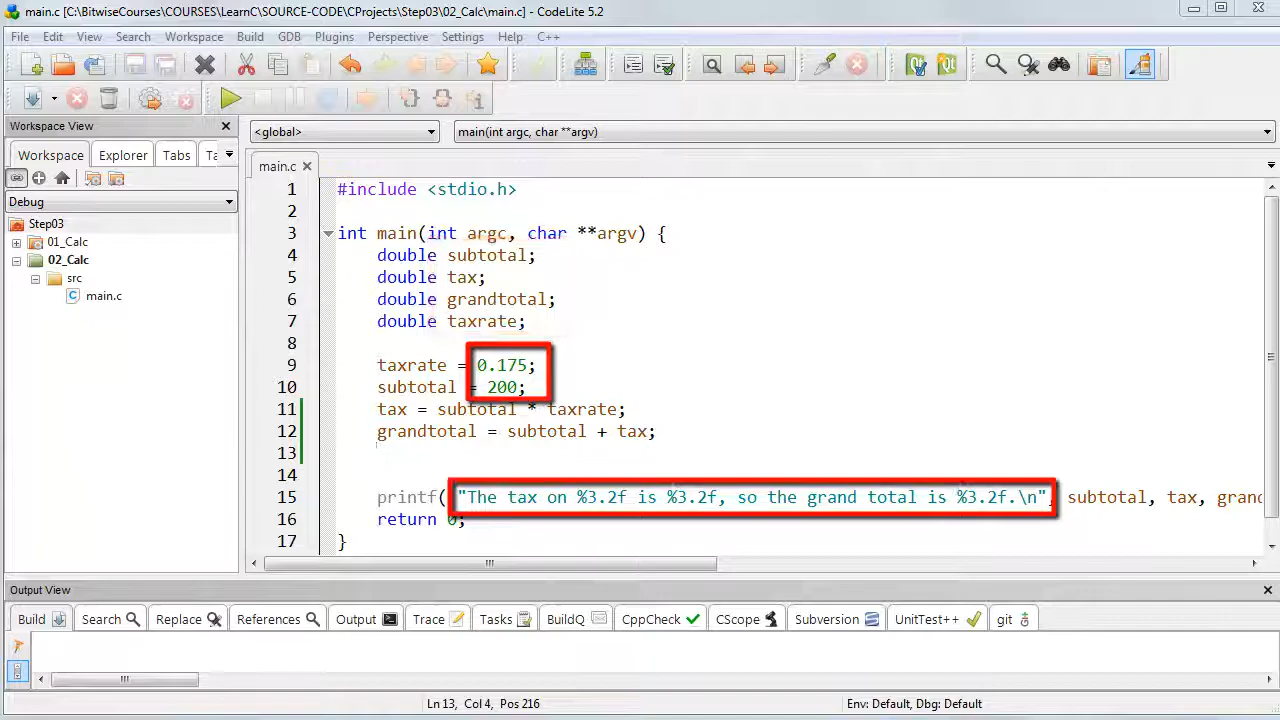 main.c [C:\BitwiseCourses\COURSES\LearnC\SOURCE-CODE\CProjects\Step03\02_Calc\main.c] - CodeLite 5.2
File Edit View Search Workspace Build GDB Plugins Perspective Settings Help C++
Workspace View
<global> main(int argc, char **argv)
Workspace Explorer Tabs Ta
main.c
Debug
Step03
01_Calc
02_Calc
src
main.c
1 #include <stdio.h>
2
3 int main(int argc, char **argv) {
4 double subtotal;
5 double tax;
6 double grandtotal;
7 double taxrate;
8
9 taxrate = 0.175;
10 subtotal = 200;
11 tax = subtotal * taxrate;
12 grandtotal = subtotal + tax;
13
14
15 printf( "The tax on %3.2f is %3.2f, so the grand total is %3.2f.\n", subtotal, tax, grand
16 return 0;
17 }
Output View
Build Search Replace References Output Trace Tasks BuildQ CppCheck CScope Subversion UnitTest++ git
Ln 13, Col 4, Pos 216 Env: Default, Dbg: Default